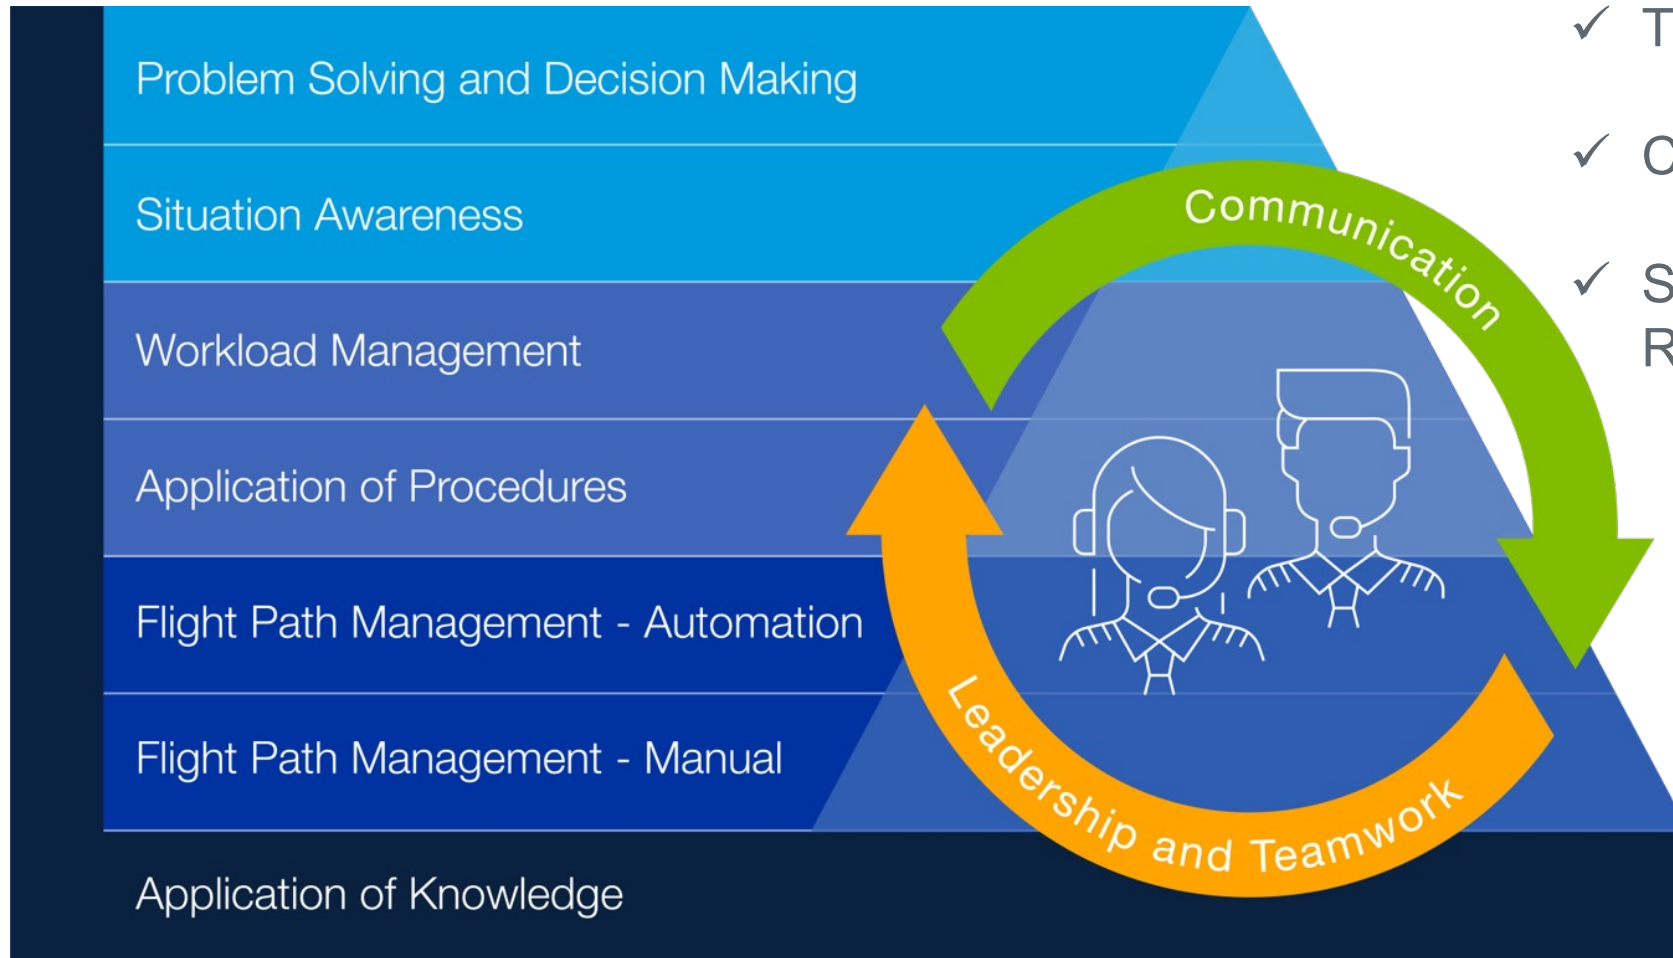 Problem Solving and Decision Making
Situation Awareness
Workload Management
Application of Procedures
Flight Path Management - Automation
Flight Path Management - Manual
Application of Knowledge
Communication
Leadership and Teamwork